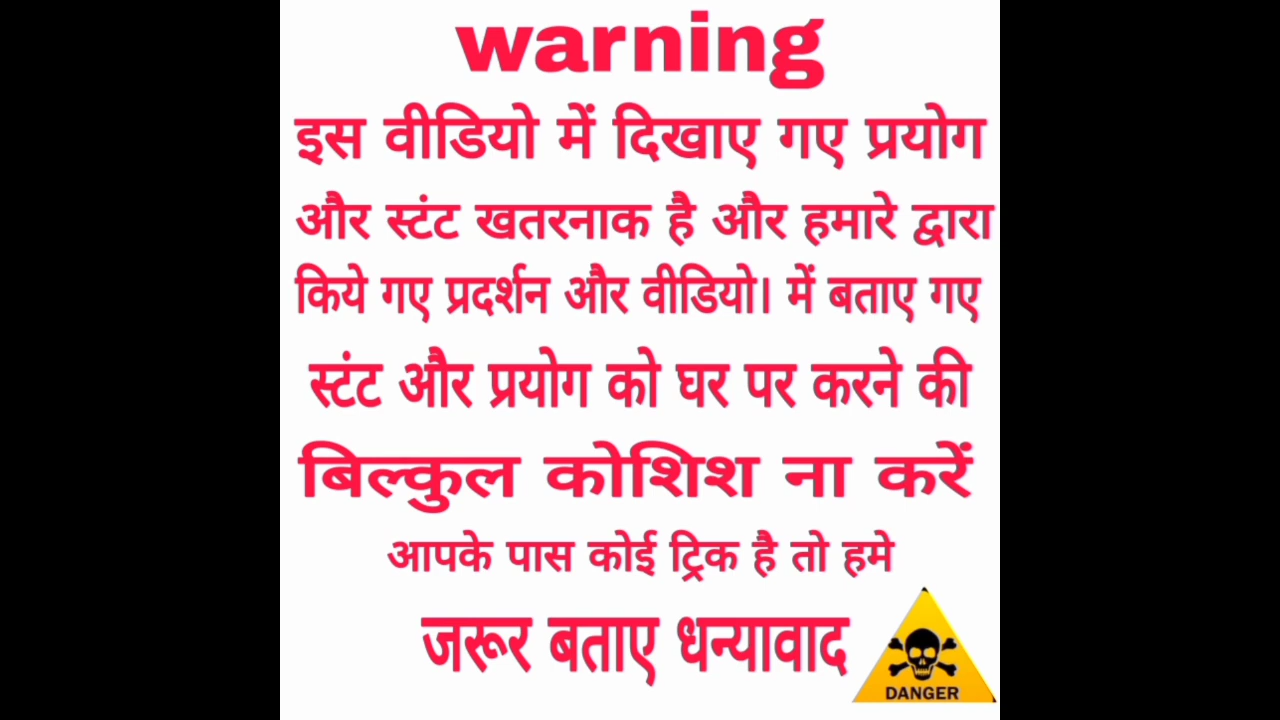 warning
इस वीडियो में दिखाए गए प्रयोग
और स्टंट खतरनाक है और हमारे द्वारा
किये गए प्रदर्शन और वीडियो। में बताए गए
स्टंट और प्रयोग को घर पर करने की
बिल्कुल कोशिश ना करें
आपके पास कोई ट्रिक है तो हमे
जरूर बताए धन्यावाद
DANGER